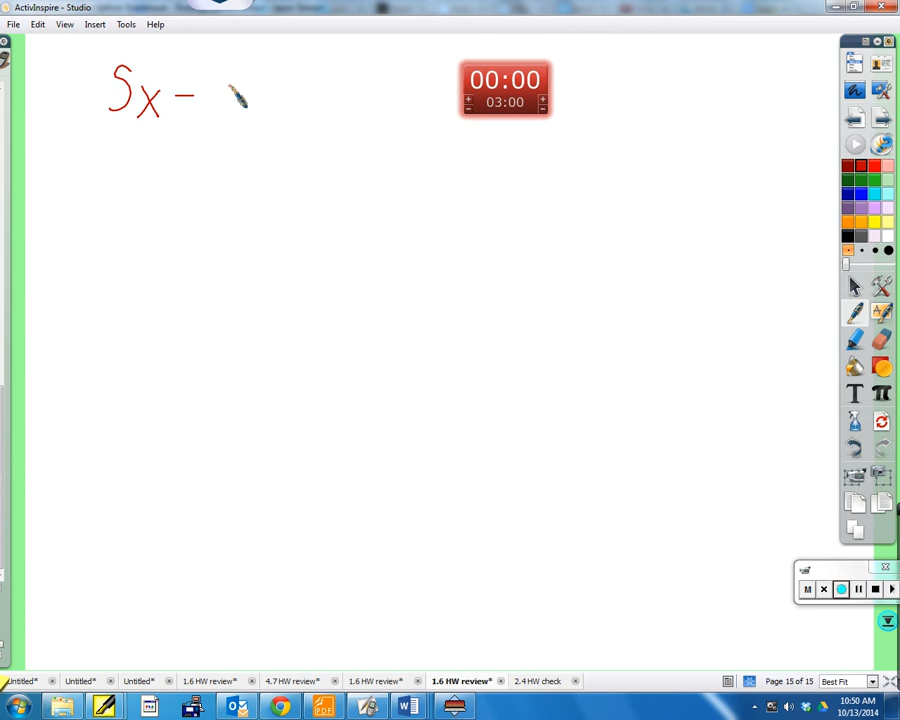 ActivInspire - Studio
File Edit View Insert Tools Help
5x -
00:00
03:00
M
Untitled* Untitled* Untitled* 1.6 HW review* 4.7 HW review* 1.6 HW review* 1.6 HW review* 2.4 HW check
Page 15 of 15
Best Fit
10:50 AM
10/13/2014